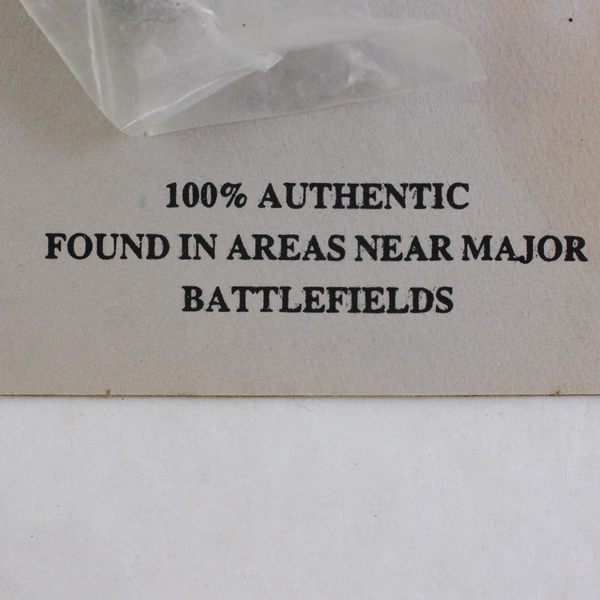 100% AUTHENTIC
FOUND IN AREAS NEAR MAJOR
BATTLEFIELDS